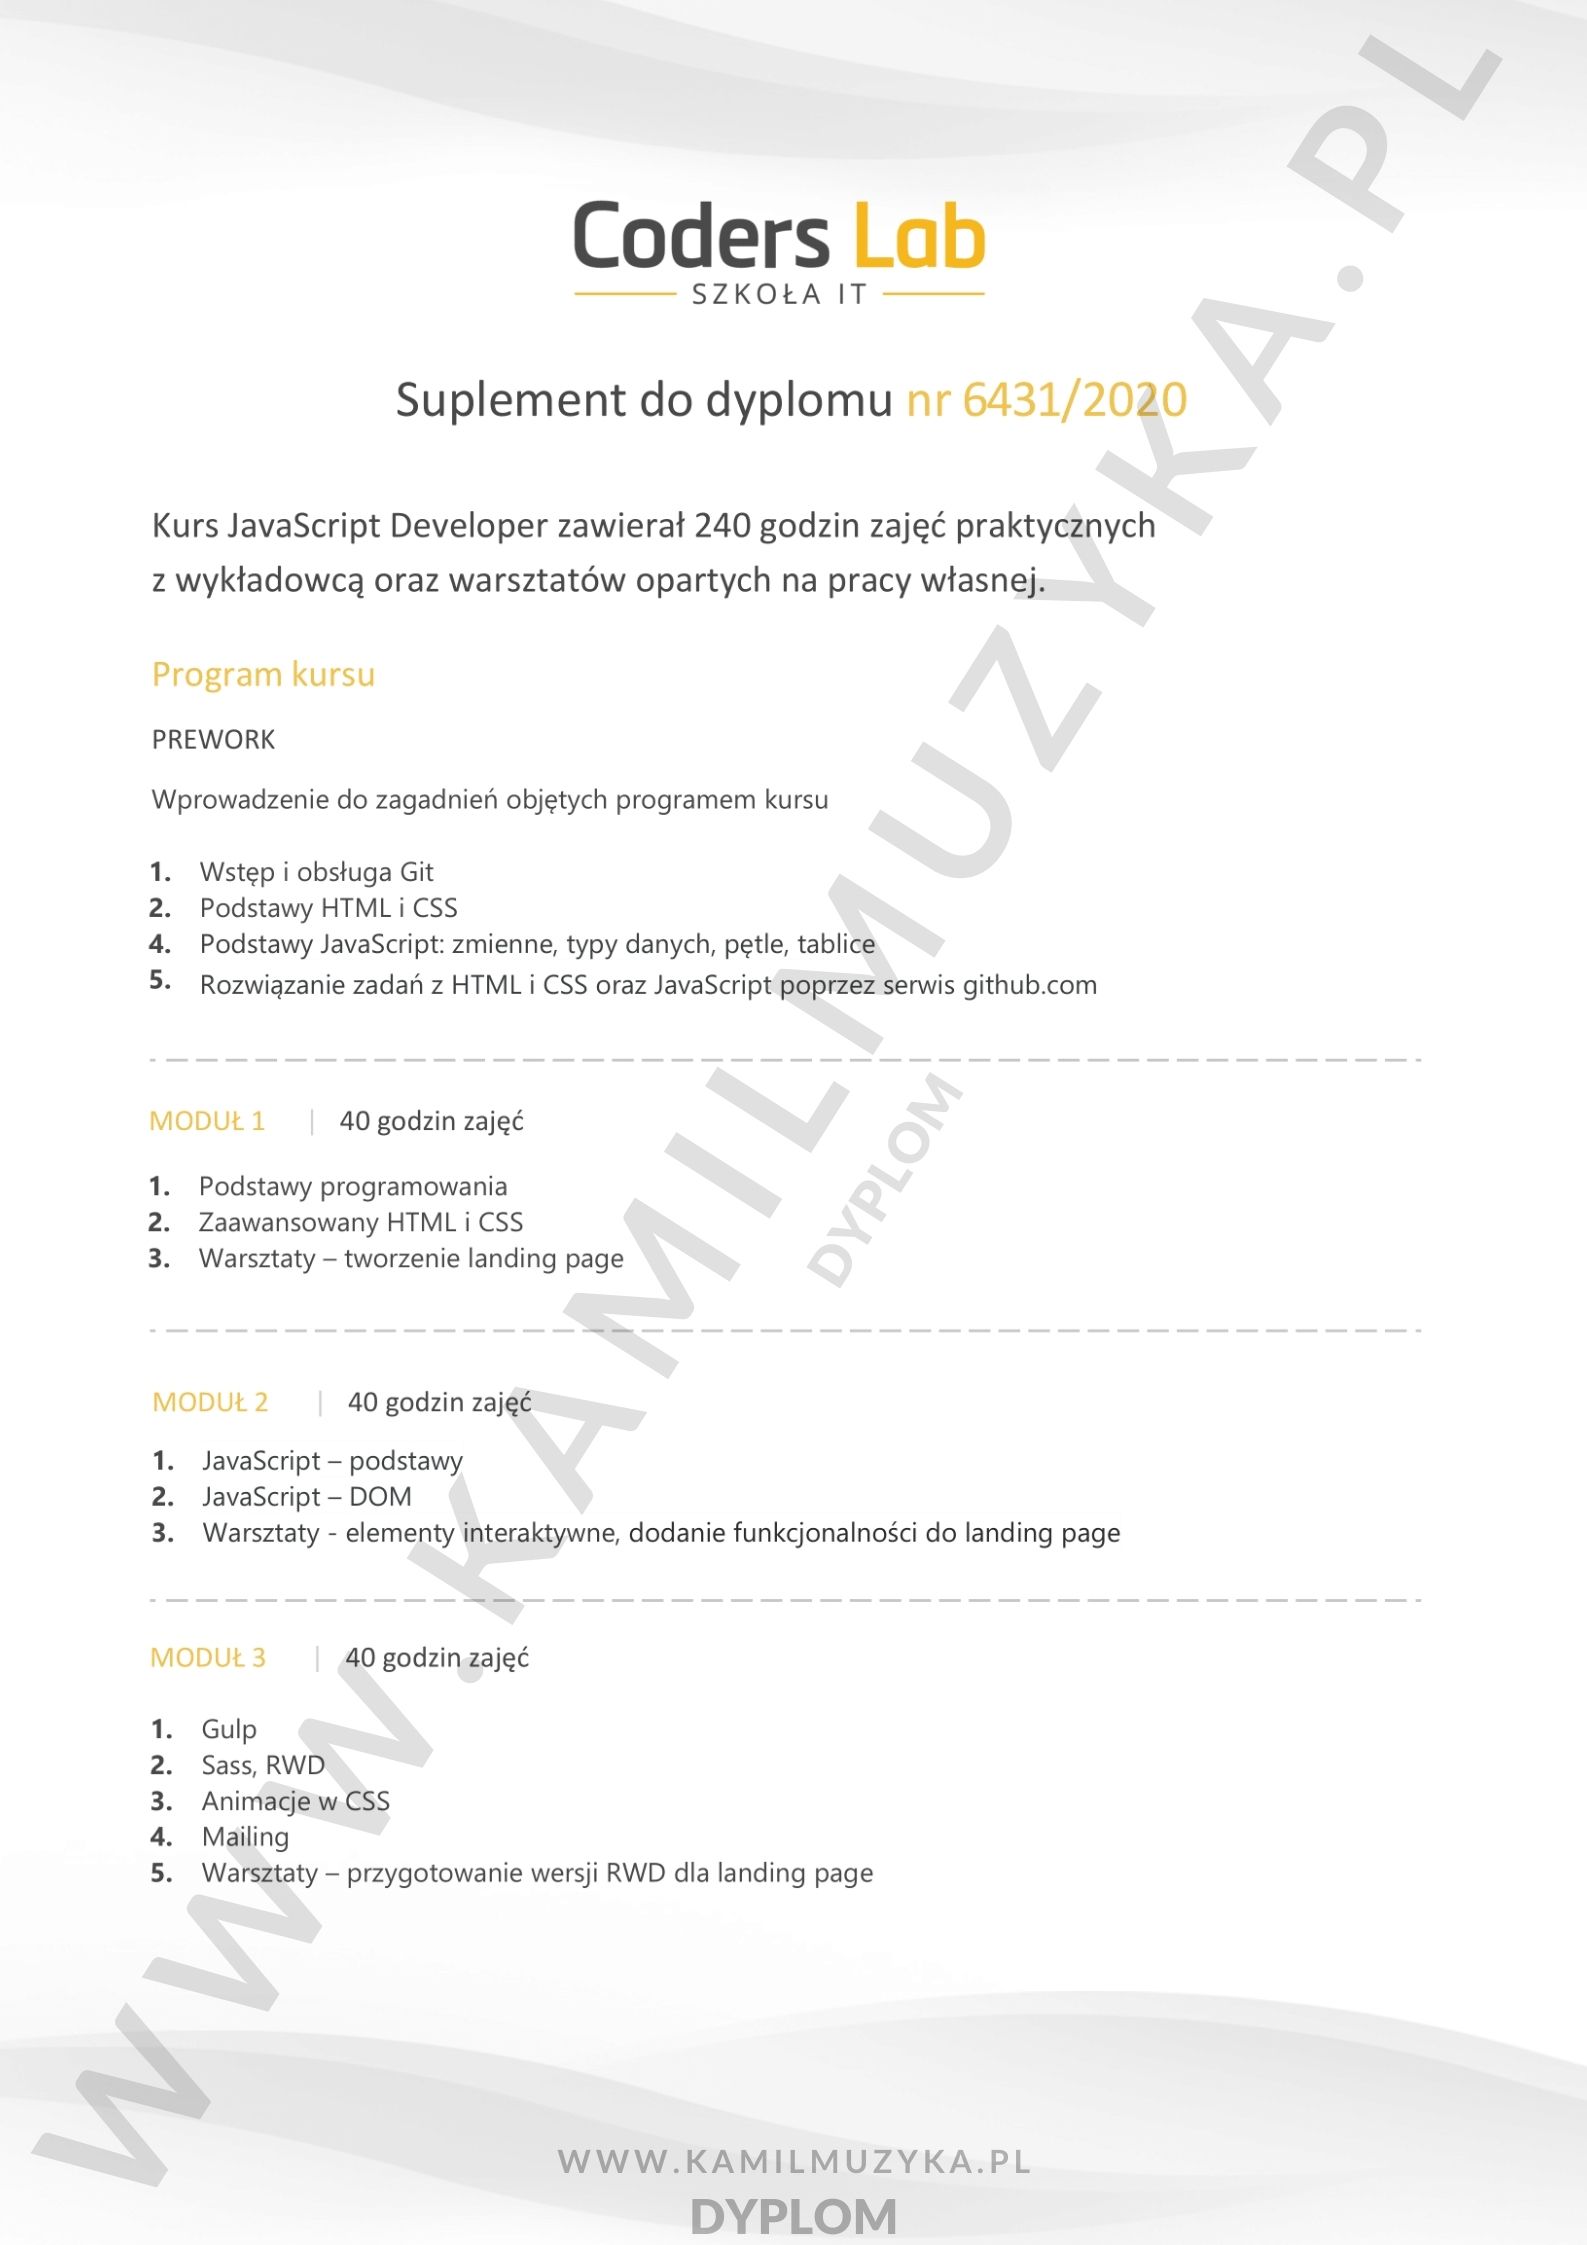 Coders Lab
SZKOŁA IT
Suplement do dyplomu nr 6431/2020
Kurs JavaScript Developer zawierał 240 godzin zajęć praktycznych
z wykładowcą oraz warsztatów opartych na pracy własnej.
Program kursu
PREWORK
Wprowadzenie do zagadnień objętych programem kursu
1. Wstęp i obsługa Git
2. Podstawy HTML i CSS
4. Podstawy JavaScript: zmienne, typy danych, pętle, tablice
5. Rozwiązanie zadań z HTML i CSS oraz JavaScript poprzez serwis github.com
MODUŁ 1 | 40 godzin zajęć
1. Podstawy programowania
2. Zaawansowany HTML i CSS
3. Warsztaty – tworzenie landing page
MODUŁ 2 | 40 godzin zajęć
1. JavaScript – podstawy
2. JavaScript – DOM
3. Warsztaty - elementy interaktywne, dodanie funkcjonalności do landing page
MODUŁ 3 | 40 godzin zajęć
1. Gulp
2. Sass, RWD
3. Animacje w CSS
4. Mailing
5. Warsztaty – przygotowanie wersji RWD dla landing page
WWW.KAMILMUZYKA.PL
DYPLOM
WWW.KAMILMUZYKA.PL
DYPLOM